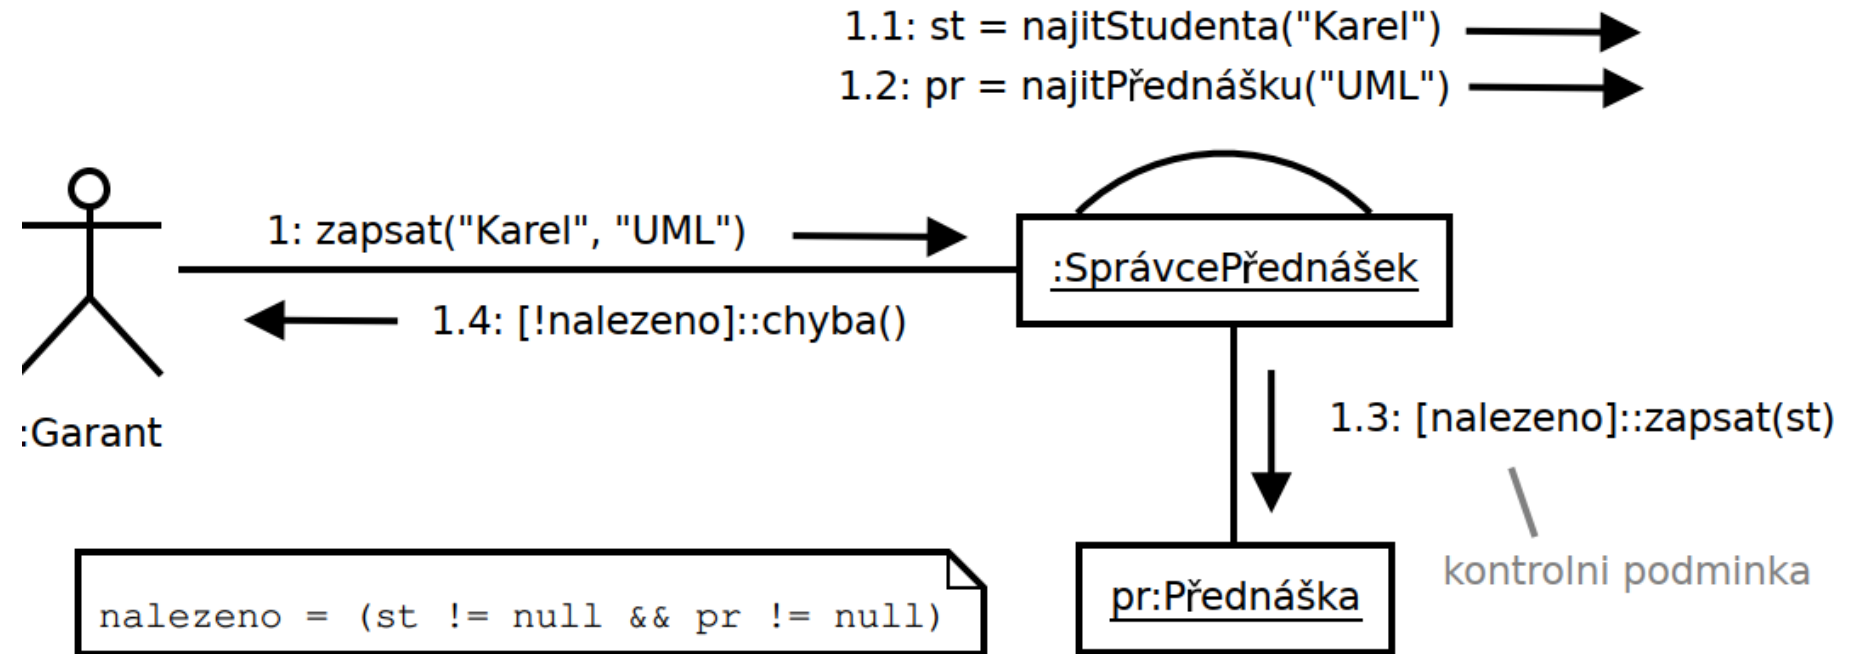 1.1: st = najitStudenta("Karel")
1.2: pr = najitPřednášku("UML")
1: zapsat("Karel", "UML")
:SprávcePřednášek
1.4: [!nalezeno]::chyba()
:Garant
1.3: [nalezeno]::zapsat(st)
kontrolni podminka
pr:Přednáška
nalezeno = (st != null && pr != null)